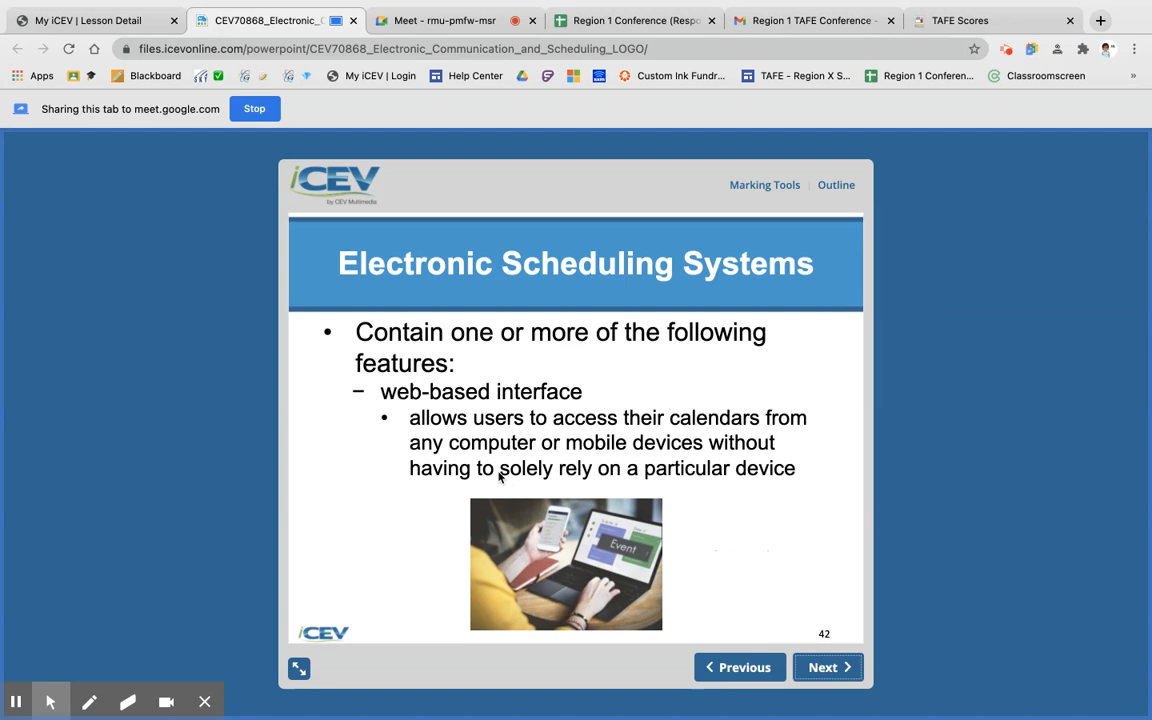 My iCEV | Lesson Detail
CEV70868_Electronic_C
Meet - rmu-pmfw-msr
Region 1 Conference (Respo
Region 1 TAFE Conference -
TAFE Scores
files.icevonline.com/powerpoint/CEV70868_Electronic_Communication_and_Scheduling_LOGO/
Apps
Blackboard
My iCEV | Login
Help Center
Custom Ink Fundr...
TAFE - Region X S...
Region 1 Conferen...
Classroomscreen
»
Sharing this tab to meet.google.com
Stop
iCEV
by CEV Multimedia
Marking Tools | Outline
Electronic Scheduling Systems
• Contain one or more of the following
features:
– web-based interface
• allows users to access their calendars from
any computer or mobile devices without
having to solely rely on a particular device
Event
iCEV
42
Previous
Next